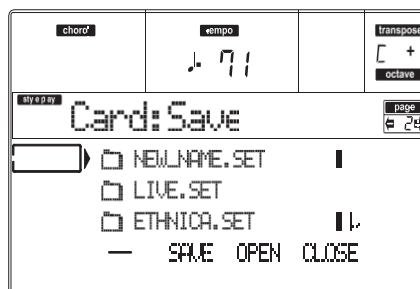 chord tempo transpose
♩. 71 C +
octave
style play page
Card:Save
NEW_NAME.SET
LIVE.SET
ETHNICA.SET
SAVE OPEN CLOSE